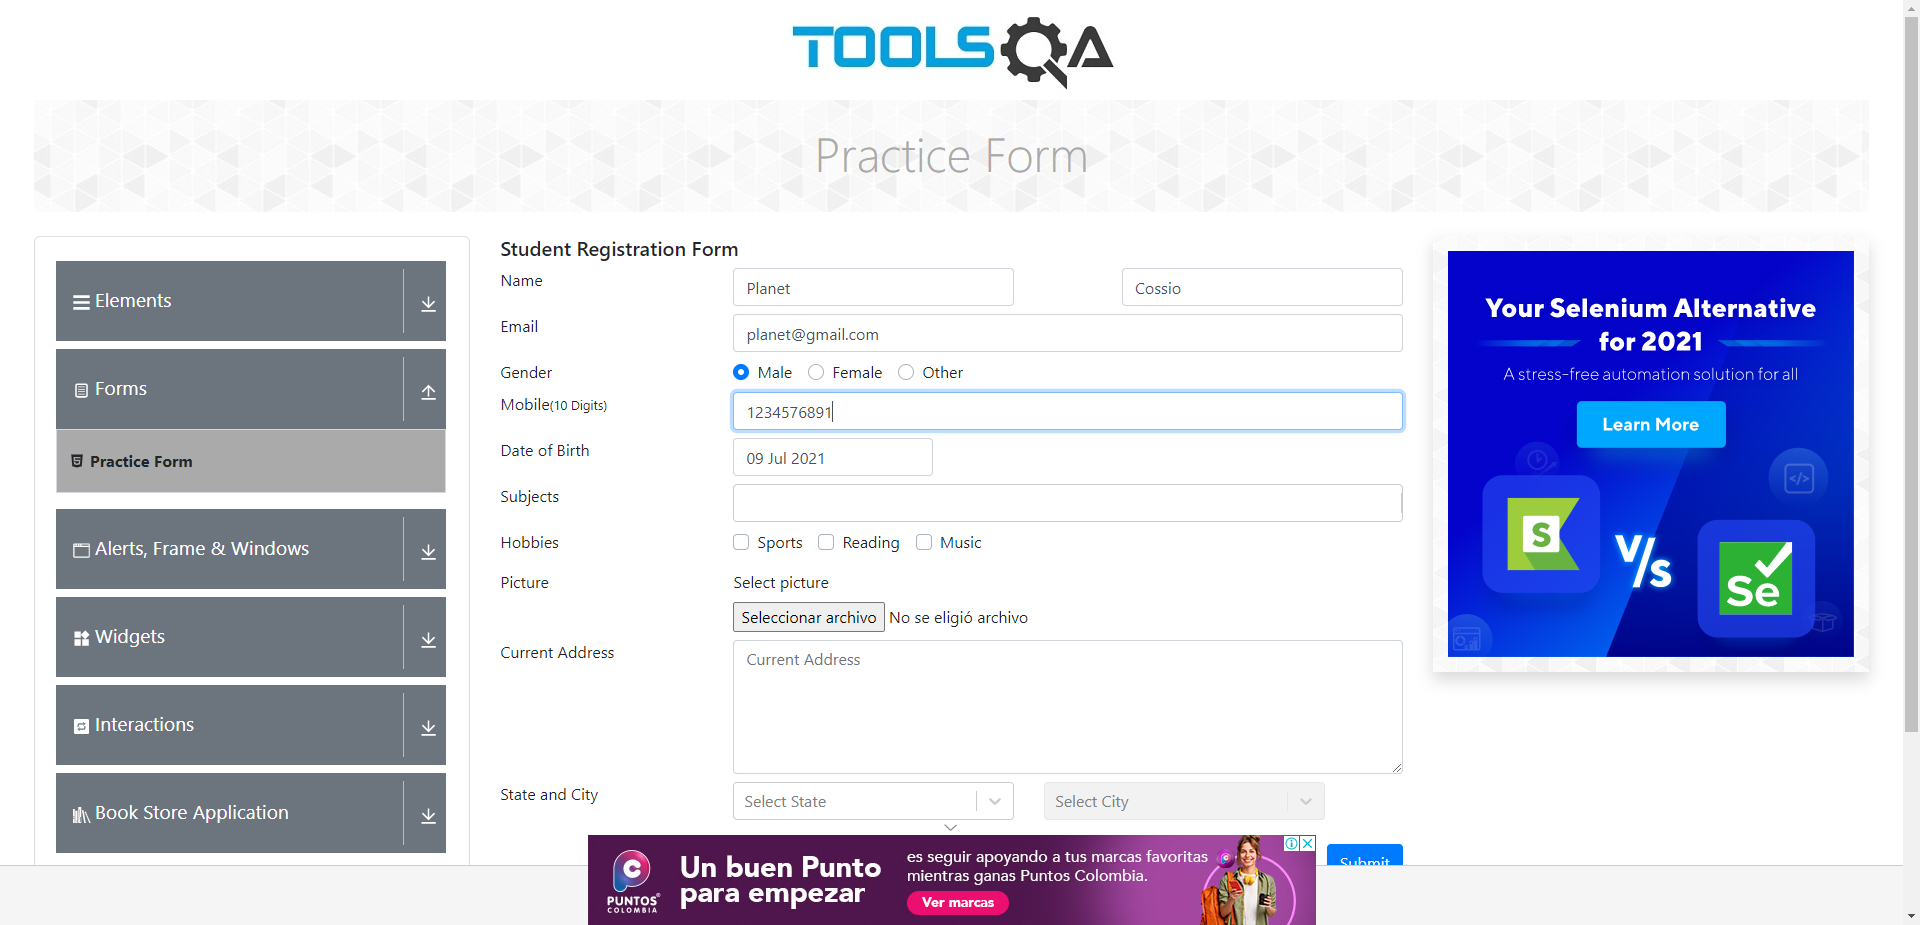 TOOLSQA
Practice Form
Elements
Forms
Practice Form
Alerts, Frame & Windows
Widgets
Interactions
Book Store Application
Student Registration Form
Name
Planet
Cossio
Email
planet@gmail.com
Gender
Male
Female
Other
Mobile(10 Digits)
1234576891
Date of Birth
09 Jul 2021
Subjects
Hobbies
Sports
Reading
Music
Picture
Select picture
Seleccionar archivo
No se eligió archivo
Current Address
Current Address
State and City
Select State
Select City
Submit
Your Selenium Alternative
for 2021
A stress-free automation solution for all
Learn More
S
V/S
Se
PUNTOS
COLOMBIA
Un buen Punto
para empezar
es seguir apoyando a tus marcas favoritas
mientras ganas Puntos Colombia.
Ver marcas